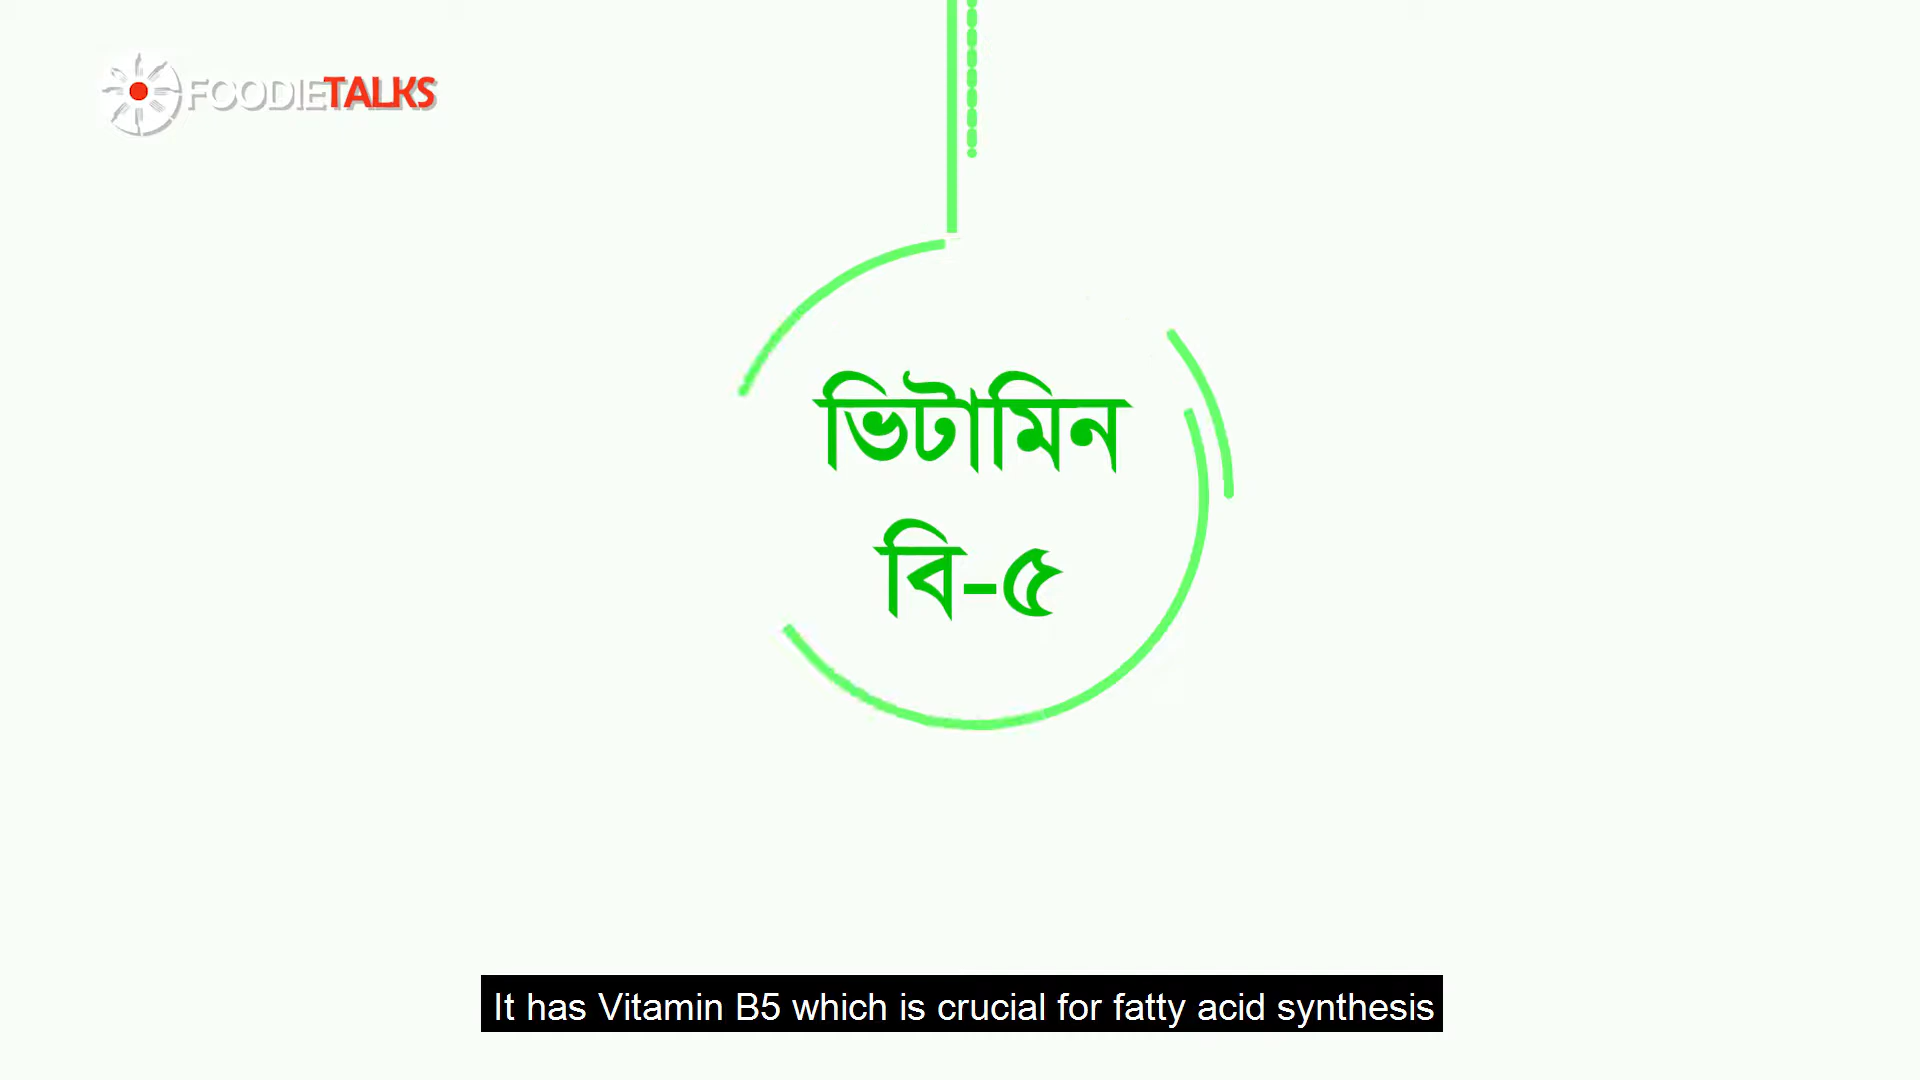 FOODIETALKS
ভিটামিন
বি-৫
It has Vitamin B5 which is crucial for fatty acid synthesis